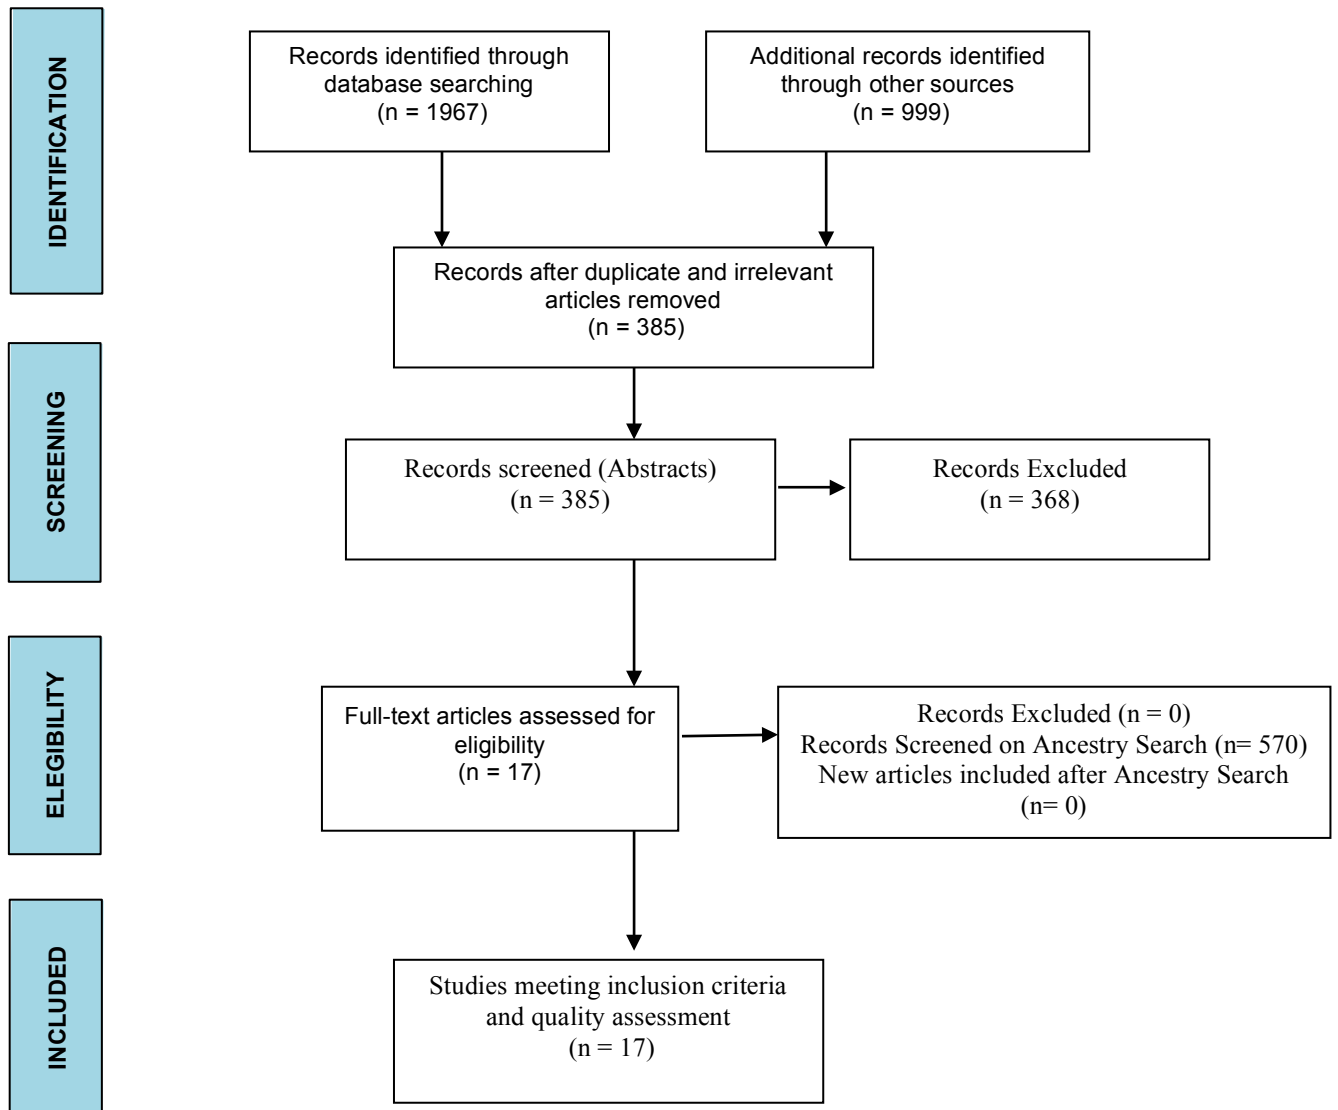 IDENTIFICATION
Records identified through
database searching
(n = 1967)
Additional records identified
through other sources
(n = 999)
Records after duplicate and irrelevant
articles removed
(n = 385)
SCREENING
Records screened (Abstracts)
(n = 385)
Records Excluded
(n = 368)
ELEGIBILITY
Full-text articles assessed for
eligibility
(n = 17)
Records Excluded (n = 0)
Records Screened on Ancestry Search (n= 570)
New articles included after Ancestry Search
(n= 0)
INCLUDED
Studies meeting inclusion criteria
and quality assessment
(n = 17)